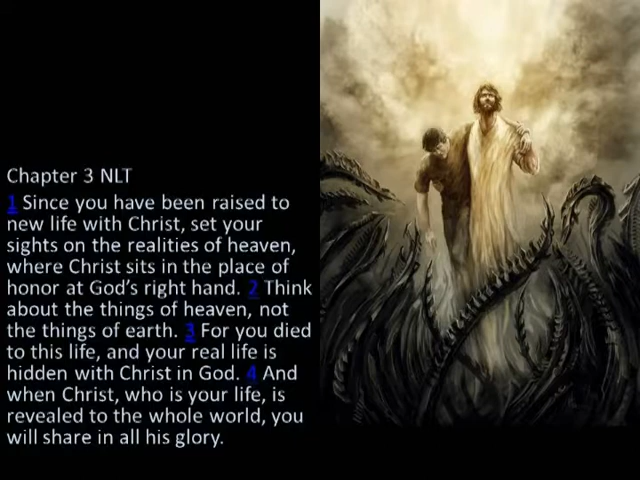 Chapter 3 NLT
1 Since you have been raised to
new life with Christ, set your
sights on the realities of heaven,
where Christ sits in the place of
honor at God's right hand. 2 Think
about the things of heaven, not
the things of earth. 3 For you died
to this life, and your real life is
hidden with Christ in God. 4 And
when Christ, who is your life, is
revealed to the whole world, you
will share in all his glory.